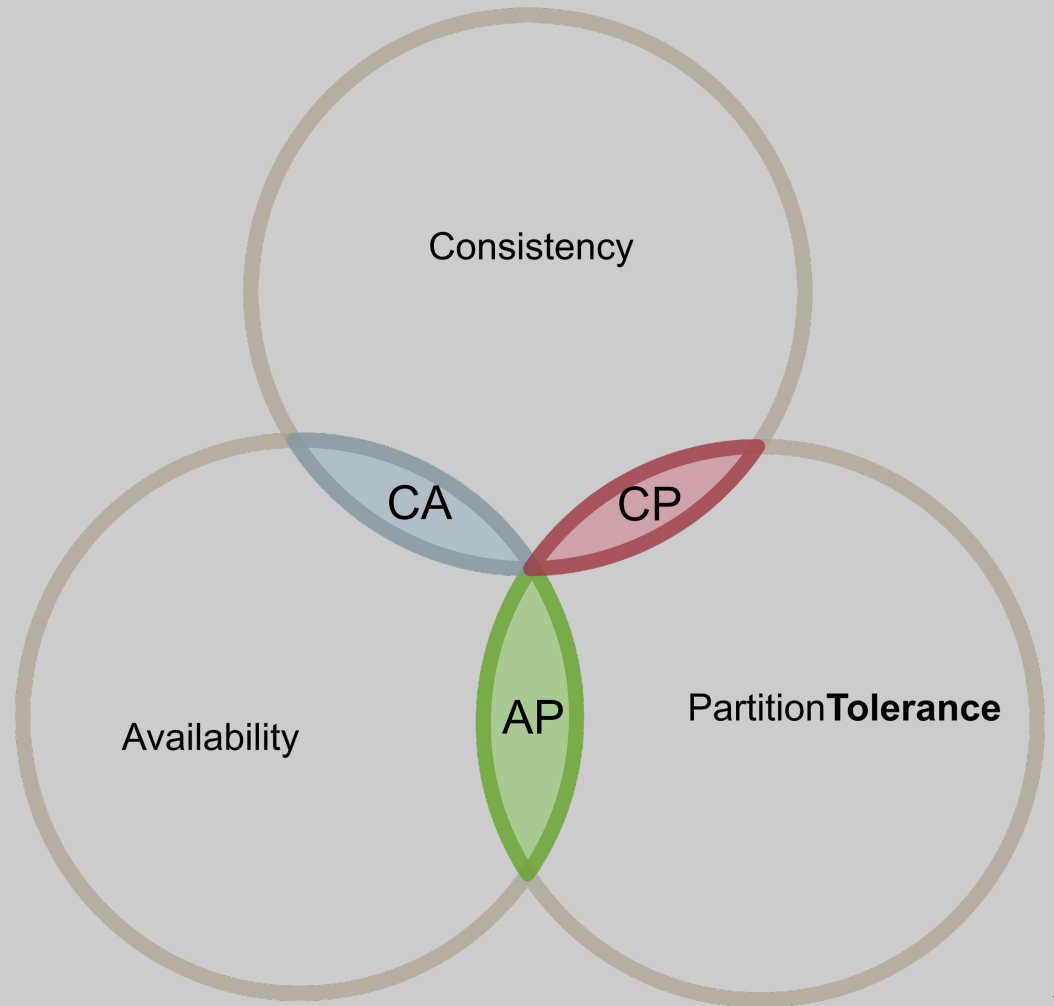 Consistency
CA
CP
AP
PartitionTolerance
Availability